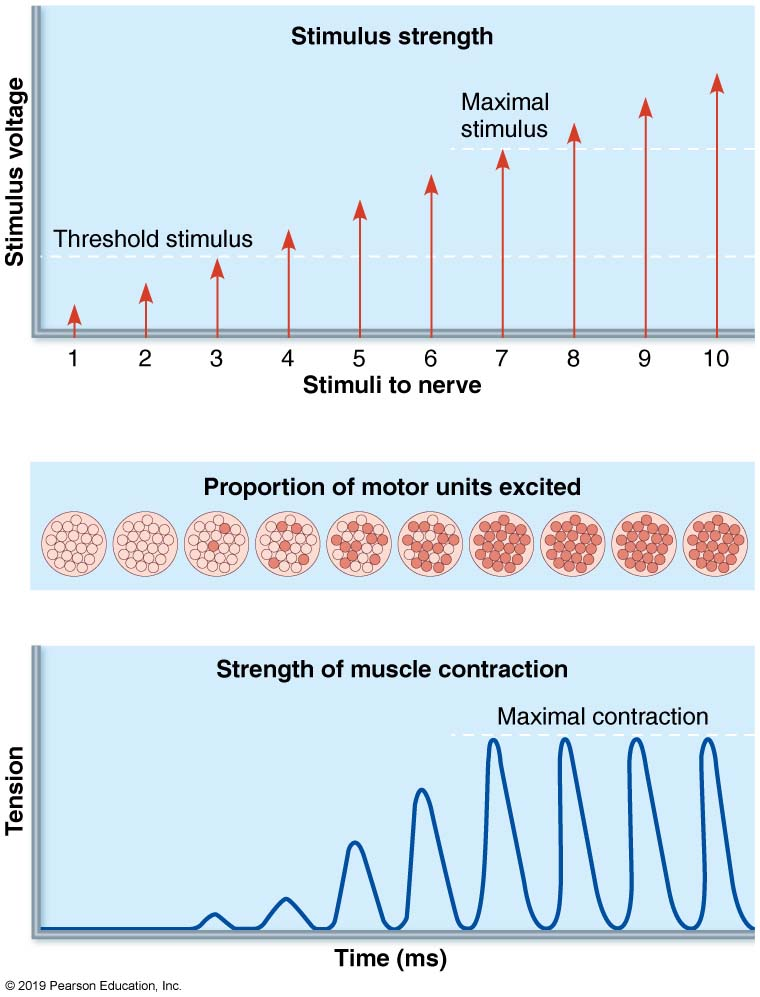 Stimulus strength
Stimulus voltage
Maximal
stimulus
Threshold stimulus
1 2 3 4 5 6 7 8 9 10
Stimuli to nerve
Proportion of motor units excited
Strength of muscle contraction
Tension
Maximal contraction
Time (ms)
© 2019 Pearson Education, Inc.